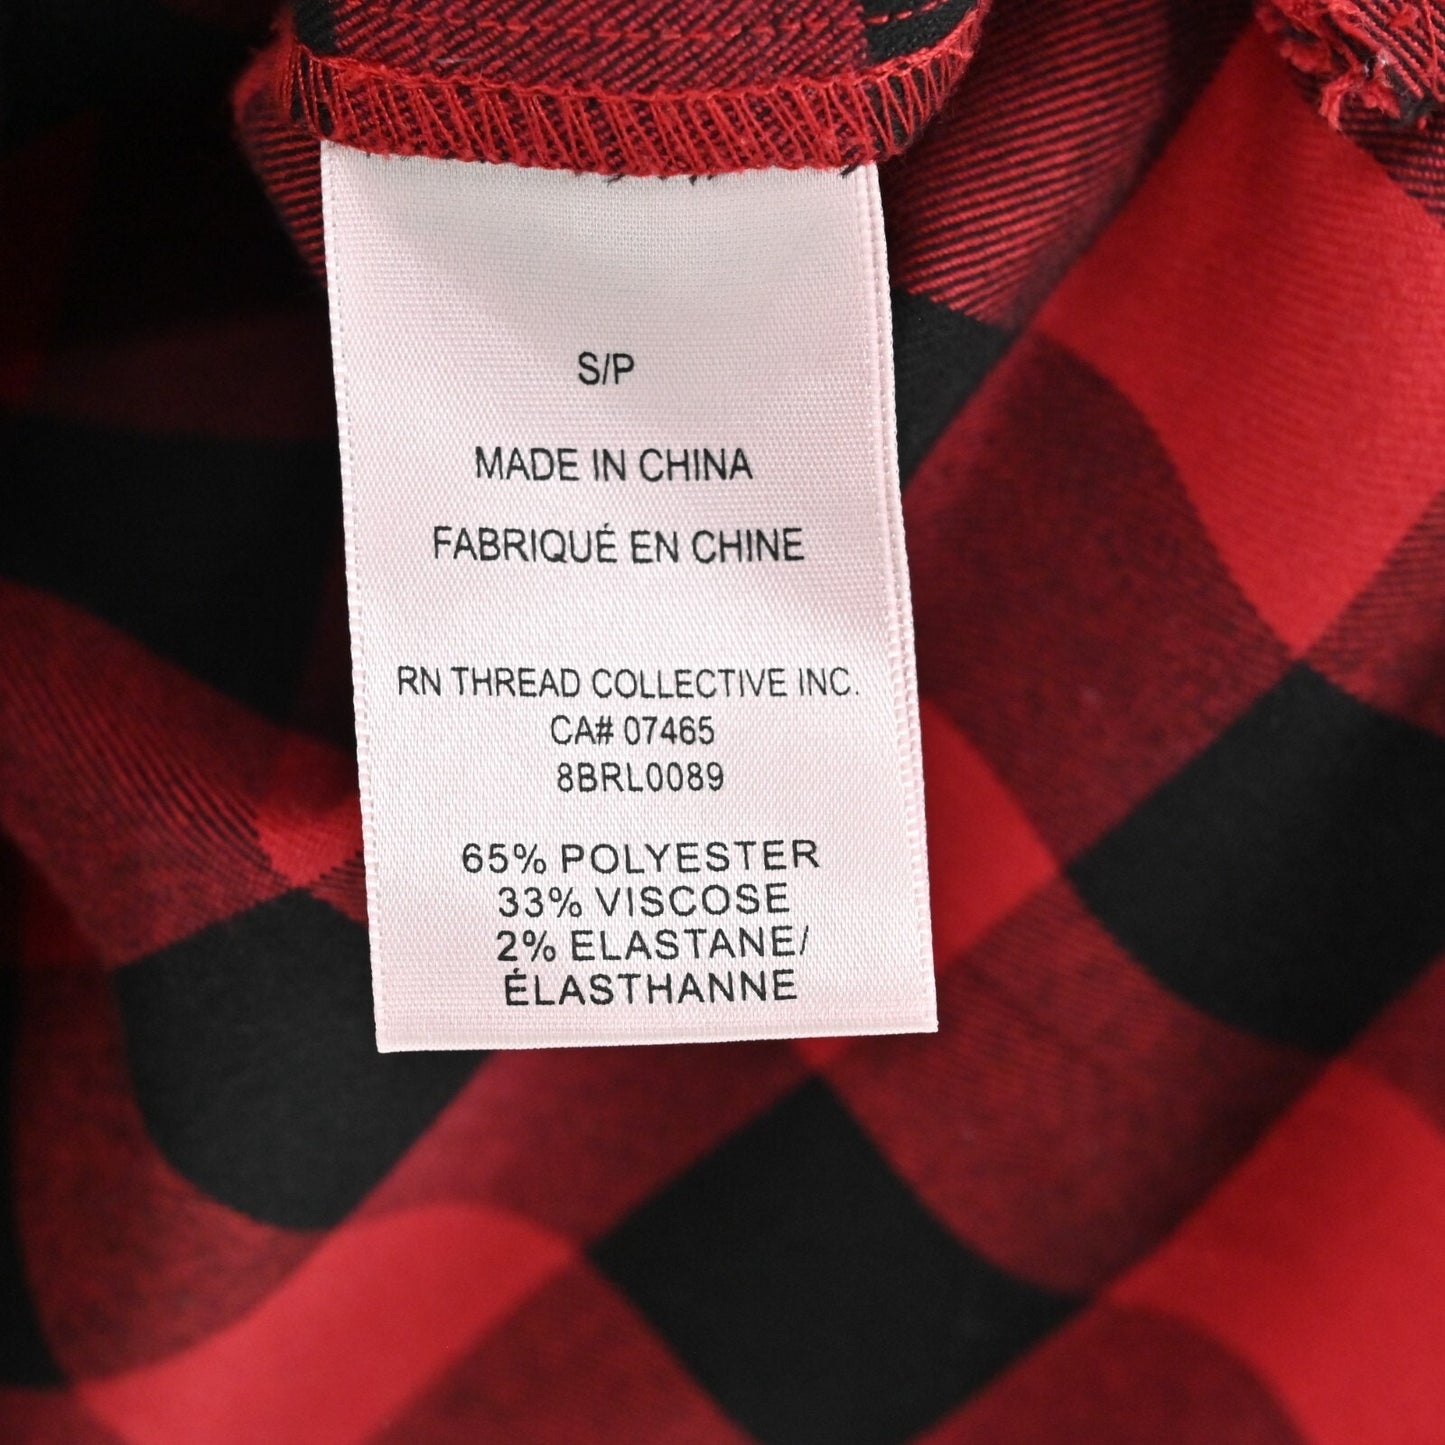 S/P
MADE IN CHINA
FABRIQUÉ EN CHINE
RN THREAD COLLECTIVE INC.
CA# 07465
8BRL0089
65% POLYESTER
33% VISCOSE
2% ELASTANE/
ÉLASTHANNE